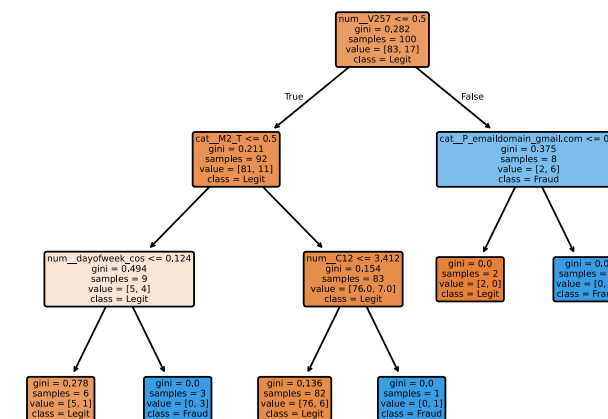 num__V257 <= 0.5
gini = 0.282
samples = 100
value = [83, 17]
class = Legit
True
False
cat__M2_T <= 0.5
gini = 0.211
samples = 92
value = [81, 11]
class = Legit
cat__P_emaildomain_gmail.com <= 0
gini = 0.375
samples = 8
value = [2, 6]
class = Fraud
num__dayofweek_cos <= 0.124
gini = 0.494
samples = 9
value = [5, 4]
class = Legit
num__C12 <= 3.412
gini = 0.154
samples = 83
value = [76.0, 7.0]
class = Legit
gini = 0.0
samples = 2
value = [2, 0]
class = Legit
gini = 0.0
samples =
value = [0,
class = Fraud
gini = 0.278
samples = 6
value = [5, 1]
class = Legit
gini = 0.0
samples = 3
value = [0, 3]
class = Fraud
gini = 0.136
samples = 82
value = [76, 6]
class = Legit
gini = 0.0
samples = 1
value = [0, 1]
class = Fraud